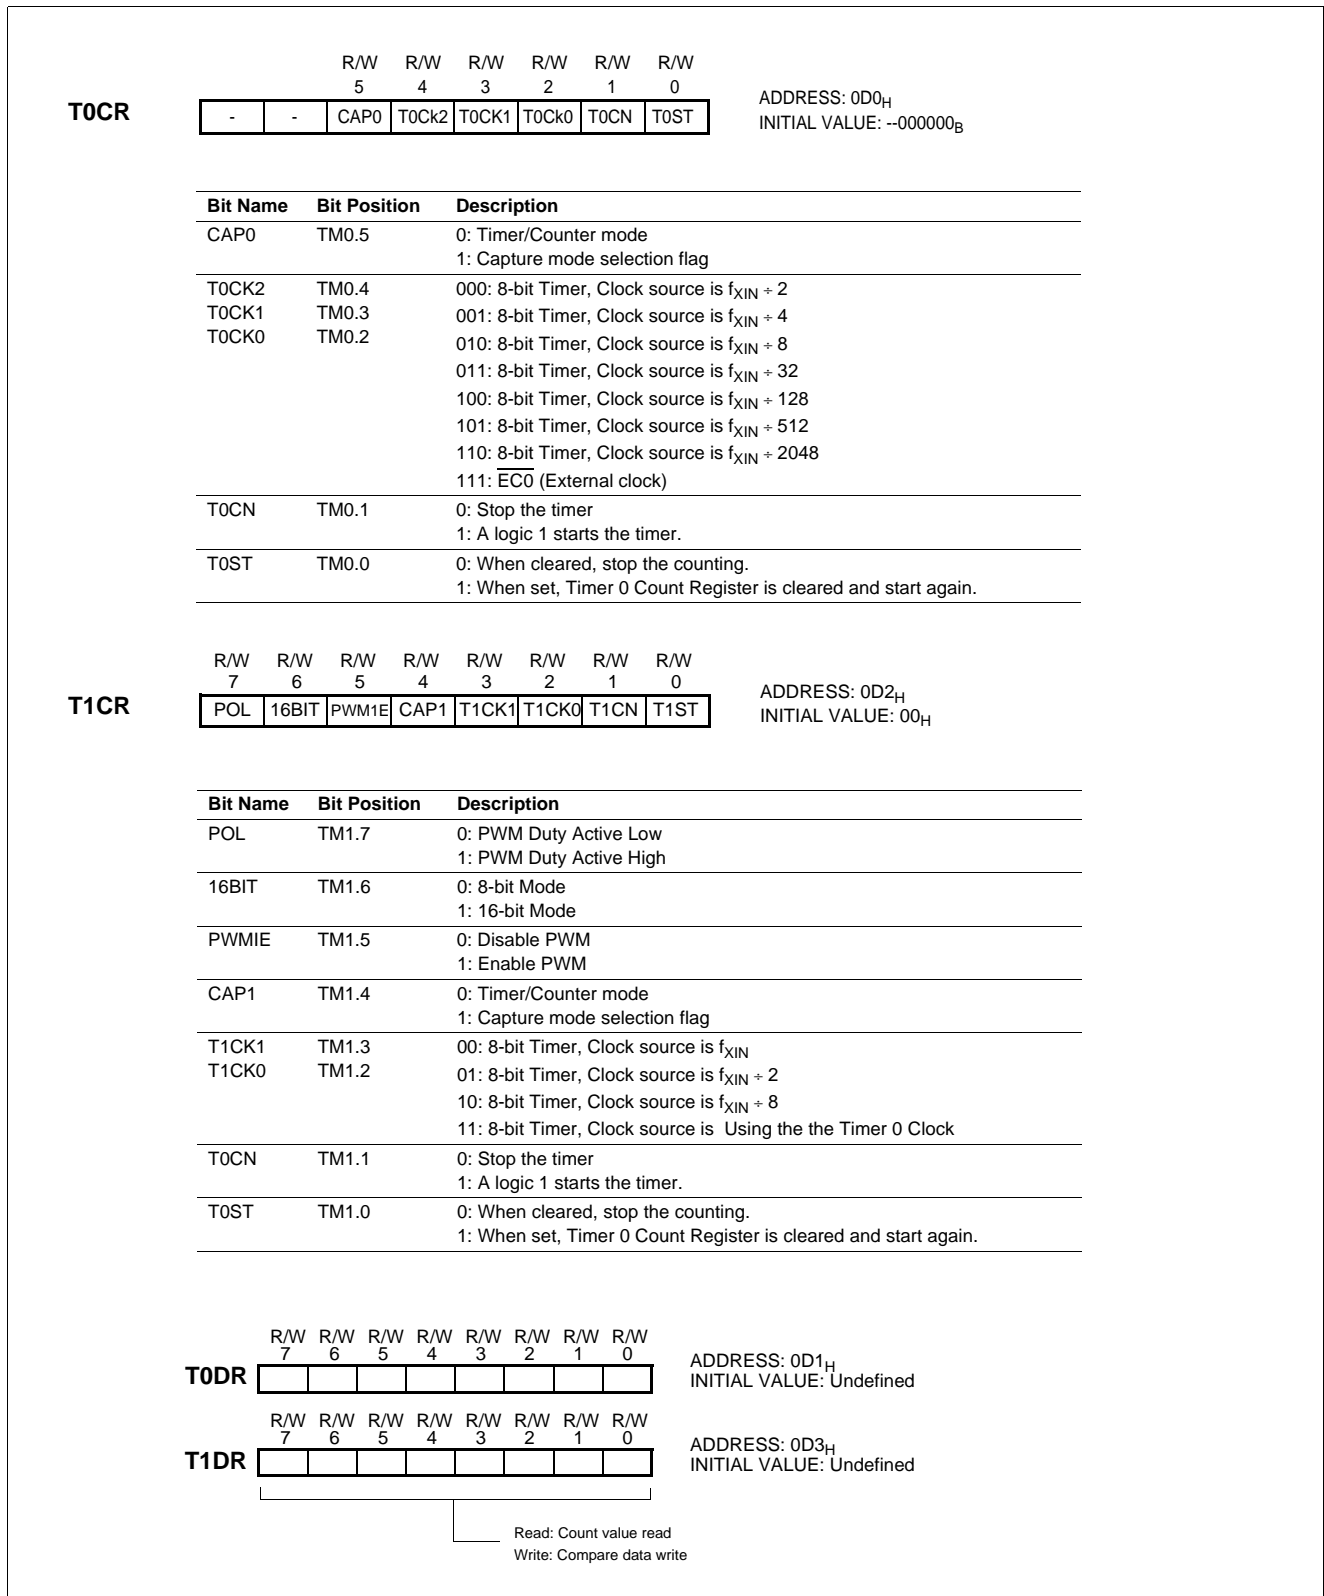 R/W R/W R/W R/W R/W R/W
5 4 3 2 1 0
T0CR - - CAP0 T0Ck2 T0CK1 T0Ck0 T0CN T0ST
ADDRESS: 0D0H
INITIAL VALUE: --000000B
Bit Name Bit Position Description
CAP0 TM0.5 0: Timer/Counter mode
1: Capture mode selection flag
T0CK2 TM0.4 000: 8-bit Timer, Clock source is fXIN ÷ 2
T0CK1 TM0.3 001: 8-bit Timer, Clock source is fXIN ÷ 4
T0CK0 TM0.2 010: 8-bit Timer, Clock source is fXIN ÷ 8
011: 8-bit Timer, Clock source is fXIN ÷ 32
100: 8-bit Timer, Clock source is fXIN ÷ 128
101: 8-bit Timer, Clock source is fXIN ÷ 512
110: 8-bit Timer, Clock source is fXIN ÷ 2048
111: EC0 (External clock)
T0CN TM0.1 0: Stop the timer
1: A logic 1 starts the timer.
T0ST TM0.0 0: When cleared, stop the counting.
1: When set, Timer 0 Count Register is cleared and start again.
R/W R/W R/W R/W R/W R/W R/W R/W
7 6 5 4 3 2 1 0
T1CR POL 16BIT PWM1E CAP1 T1CK1 T1CK0 T1CN T1ST
ADDRESS: 0D2H
INITIAL VALUE: 00H
Bit Name Bit Position Description
POL TM1.7 0: PWM Duty Active Low
1: PWM Duty Active High
16BIT TM1.6 0: 8-bit Mode
1: 16-bit Mode
PWMIE TM1.5 0: Disable PWM
1: Enable PWM
CAP1 TM1.4 0: Timer/Counter mode
1: Capture mode selection flag
T1CK1 TM1.3 00: 8-bit Timer, Clock source is fXIN
T1CK0 TM1.2 01: 8-bit Timer, Clock source is fXIN ÷ 2
10: 8-bit Timer, Clock source is fXIN ÷ 8
11: 8-bit Timer, Clock source is Using the the Timer 0 Clock
T0CN TM1.1 0: Stop the timer
1: A logic 1 starts the timer.
T0ST TM1.0 0: When cleared, stop the counting.
1: When set, Timer 0 Count Register is cleared and start again.
R/W R/W R/W R/W R/W R/W R/W R/W
7 6 5 4 3 2 1 0
T0DR
ADDRESS: 0D1H
INITIAL VALUE: Undefined
R/W R/W R/W R/W R/W R/W R/W R/W
7 6 5 4 3 2 1 0
T1DR
ADDRESS: 0D3H
INITIAL VALUE: Undefined
Read: Count value read
Write: Compare data write